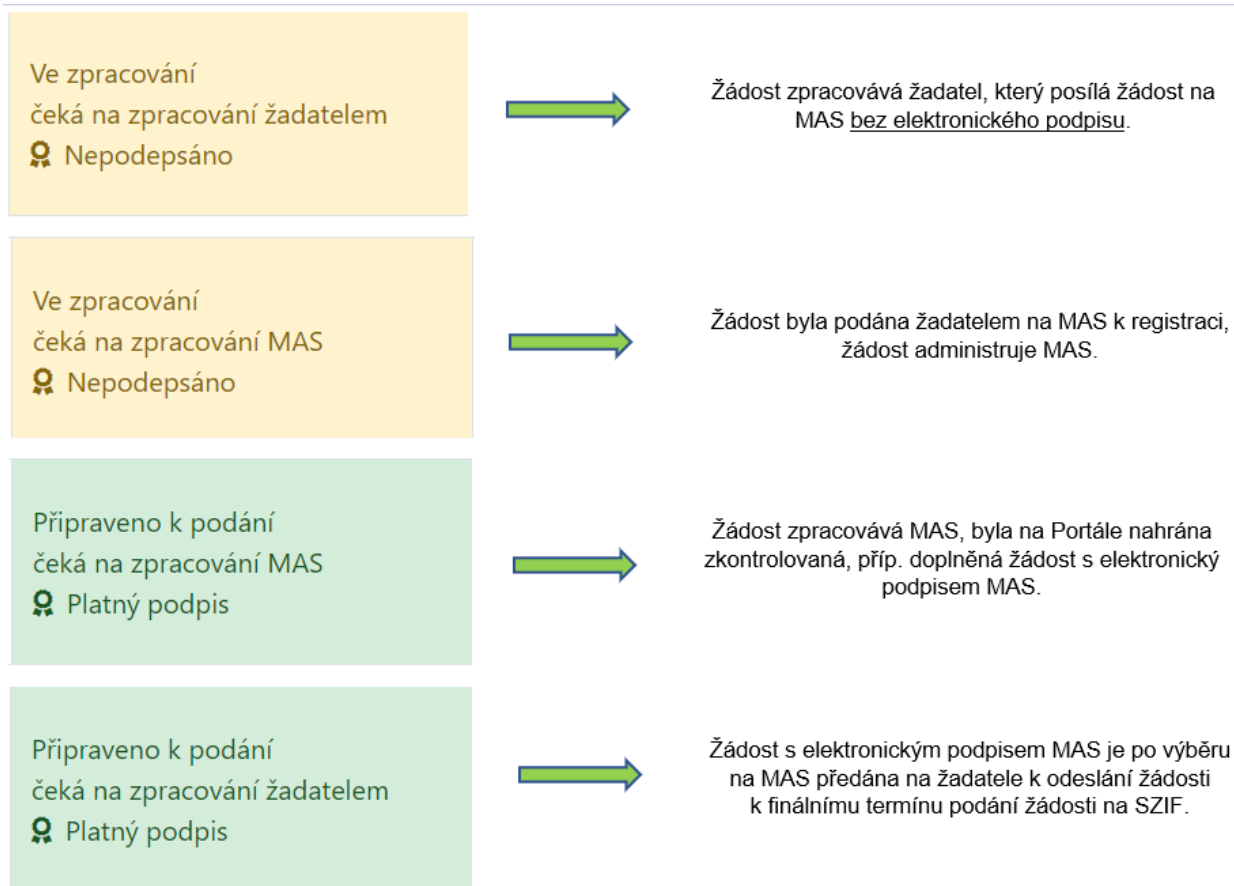 Ve zpracování
čeká na zpracování žadatelem
Nepodepsáno
Žádost zpracovává žadatel, který posílá žádost na
MAS bez elektronického podpisu.
Ve zpracování
čeká na zpracování MAS
Nepodepsáno
Žádost byla podána žadatelem na MAS k registraci,
žádost administruje MAS.
Připraveno k podání
čeká na zpracování MAS
Platný podpis
Žádost zpracovává MAS, byla na Portále nahrána
zkontrolovaná, příp. doplněná žádost s elektronický
podpisem MAS.
Připraveno k podání
čeká na zpracování žadatelem
Platný podpis
Žádost s elektronickým podpisem MAS je po výběru
na MAS předána na žadatele k odeslání žádosti
k finálnímu termínu podání žádosti na SZIF.